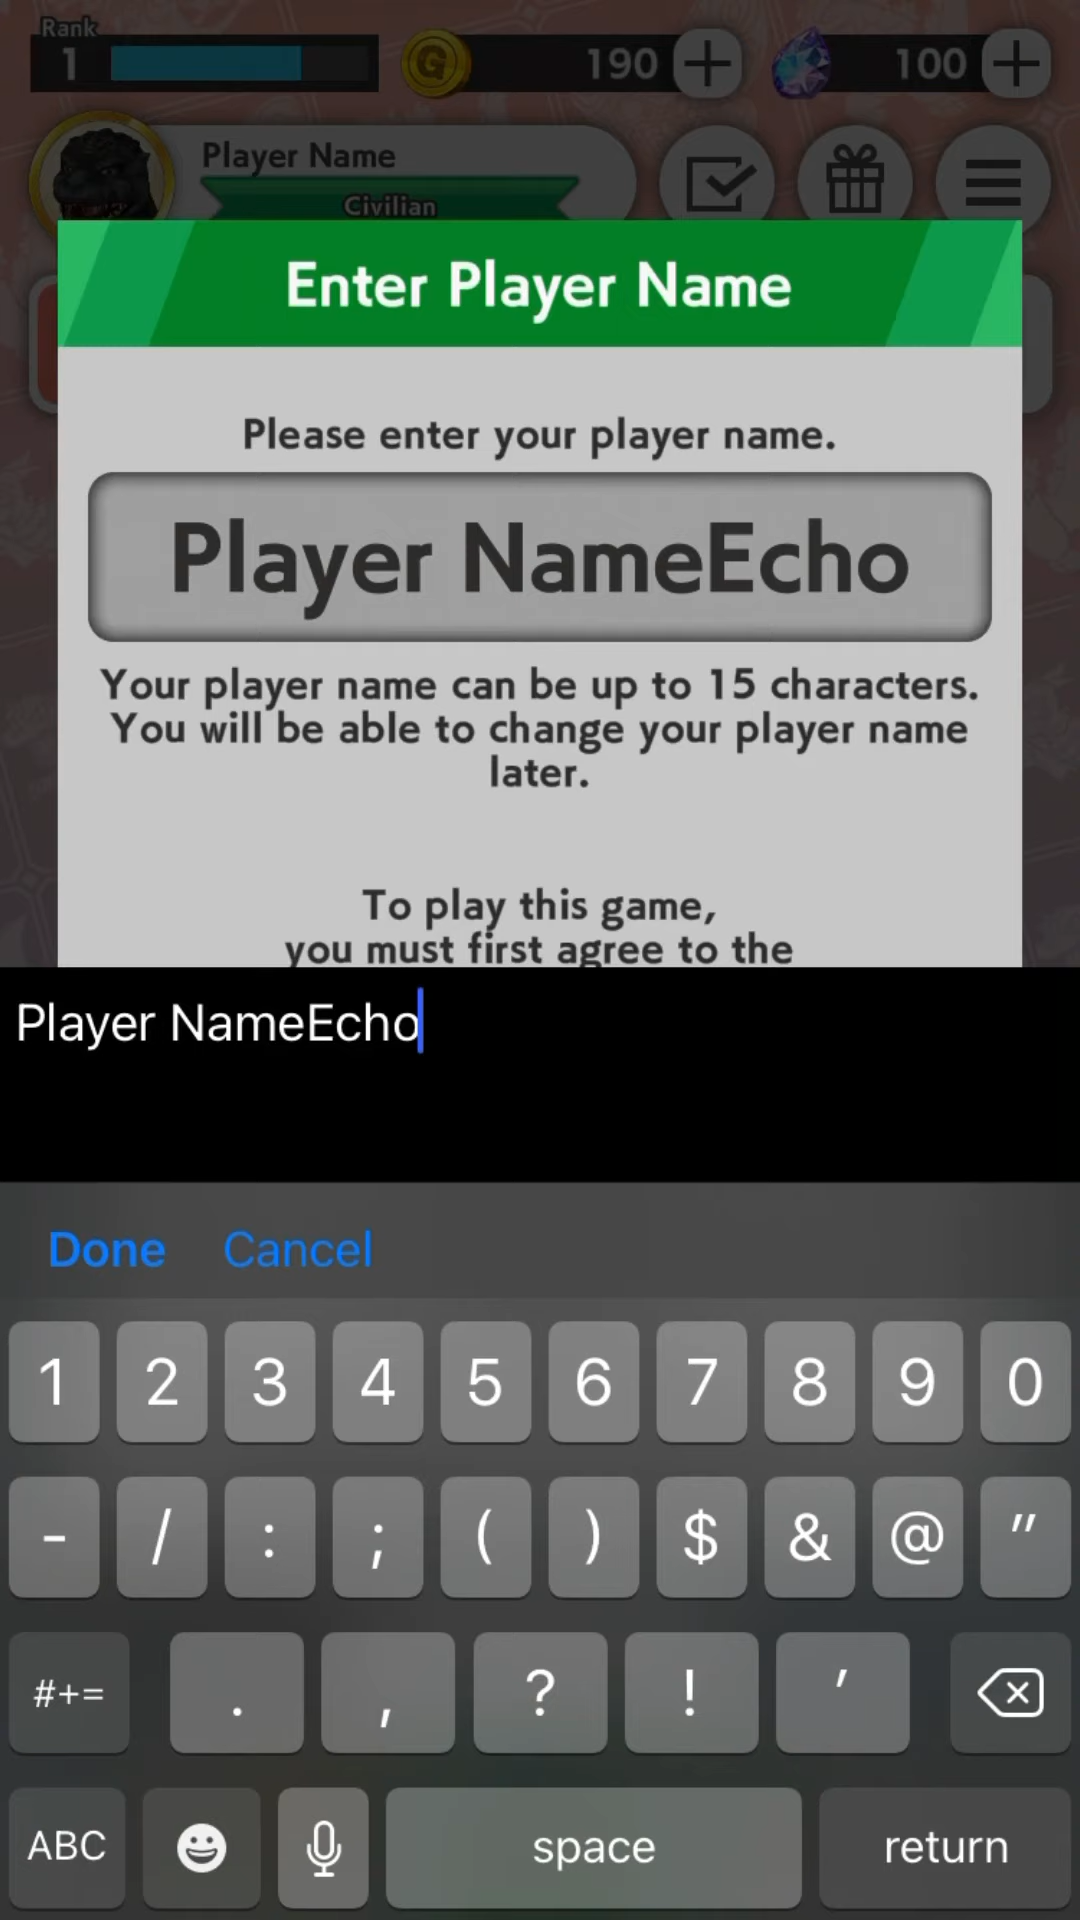 Rank
1
190
100
Player Name
Civilian
Enter Player Name
Please enter your player name.
Player NameEcho
Your player name can be up to 15 characters.
You will be able to change your player name
later.
To play this game,
you must first agree to the
Player NameEcho
Done Cancel
1 2 3 4 5 6 7 8 9 0
- / : ; ( ) $ & @ "
#+= . , ? ! '
ABC space return